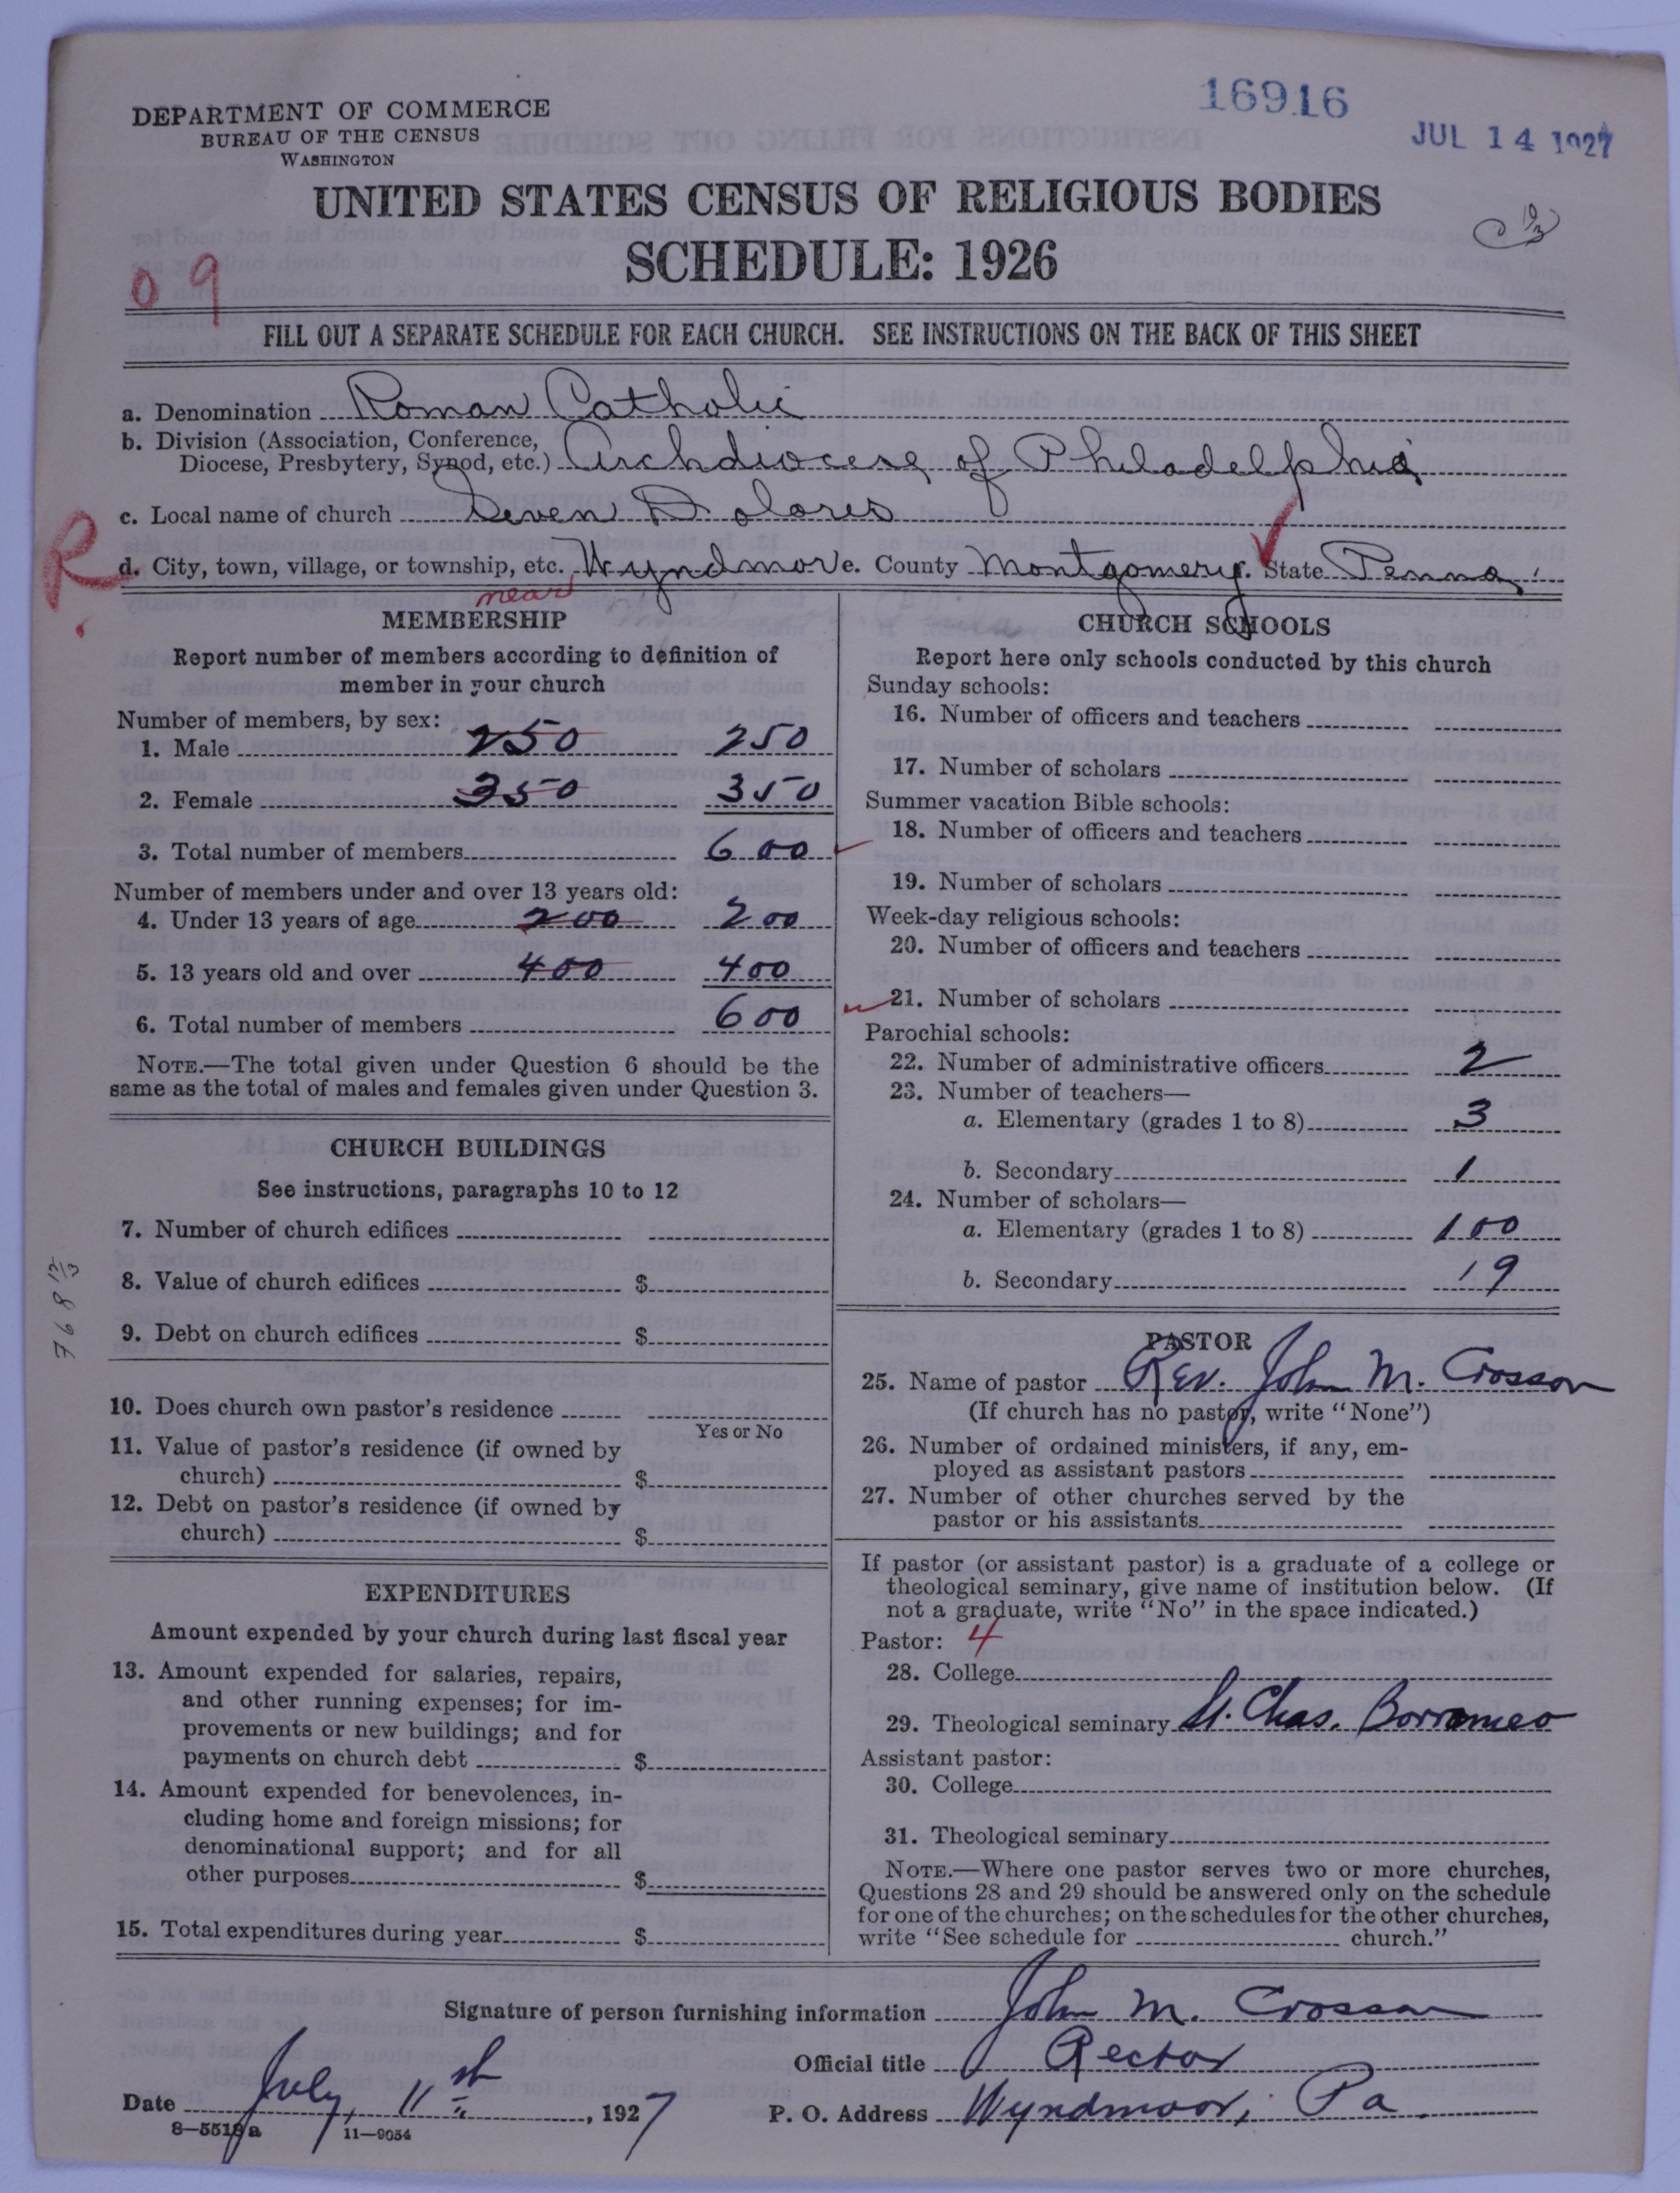 16916
JUL 14 1927
DEPARTMENT OF COMMERCE
BUREAU OF THE CENSUS
WASHINGTON
UNITED STATES CENSUS OF RELIGIOUS BODIES
SCHEDULE: 1926
09
FILL OUT A SEPARATE SCHEDULE FOR EACH CHURCH. SEE INSTRUCTIONS ON THE BACK OF THIS SHEET
a. Denomination Roman Catholic
b. Division (Association, Conference,
Diocese, Presbytery, Synod, etc.) Archdiocese of Philadelphia
c. Local name of church Seven Dolores
R.
d. City, town, village, or township, etc. Wyndmor e. County Montgomery. State Penna.
near
MEMBERSHIP
Report number of members according to definition of
member in your church
Number of members, by sex:
1. Male 250 250
2. Female 350 350
3. Total number of members 600
Number of members under and over 13 years old:
4. Under 13 years of age 200 200
5. 13 years old and over 400 400
6. Total number of members 600
NOTE.—The total given under Question 6 should be the
same as the total of males and females given under Question 3.
CHURCH BUILDINGS
See instructions, paragraphs 10 to 12
7. Number of church edifices
8. Value of church edifices $
9. Debt on church edifices $
10. Does church own pastor's residence
Yes or No
11. Value of pastor's residence (if owned by
church) $
12. Debt on pastor's residence (if owned by
church) $
EXPENDITURES
Amount expended by your church during last fiscal year
13. Amount expended for salaries, repairs,
and other running expenses; for im-
provements or new buildings; and for
payments on church debt $
14. Amount expended for benevolences, in-
cluding home and foreign missions; for
denominational support; and for all
other purposes $
15. Total expenditures during year $
CHURCH SCHOOLS
Report here only schools conducted by this church
Sunday schools:
16. Number of officers and teachers
17. Number of scholars
Summer vacation Bible schools:
18. Number of officers and teachers
19. Number of scholars
Week-day religious schools:
20. Number of officers and teachers
21. Number of scholars
Parochial schools:
22. Number of administrative officers 2
23. Number of teachers—
a. Elementary (grades 1 to 8) 3
b. Secondary 1
24. Number of scholars—
a. Elementary (grades 1 to 8) 100
b. Secondary 19
PASTOR
25. Name of pastor Rev. John M. Crosson
(If church has no pastor, write "None")
26. Number of ordained ministers, if any, em-
ployed as assistant pastors
27. Number of other churches served by the
pastor or his assistants
If pastor (or assistant pastor) is a graduate of a college or
theological seminary, give name of institution below. (If
not a graduate, write "No" in the space indicated.)
Pastor: 4
28. College
29. Theological seminary St. Chas. Borromeo
Assistant pastor:
30. College
31. Theological seminary
NOTE.—Where one pastor serves two or more churches,
Questions 28 and 29 should be answered only on the schedule
for one of the churches; on the schedules for the other churches,
write "See schedule for church."
Signature of person furnishing information John M. Crosson
Official title Rector
Date July, 11th, 1927
P. O. Address Wyndmoor, Pa.
8—5518a 11—9054
768 12/3